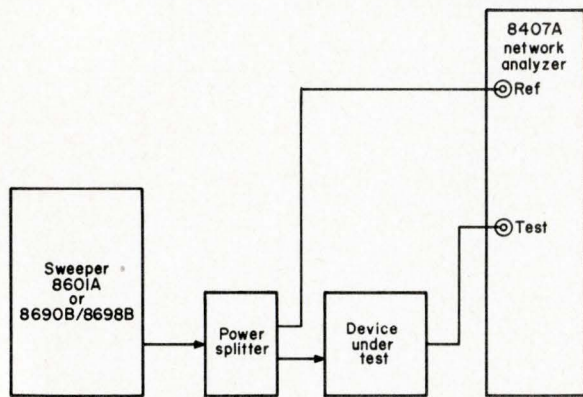 8407A
network
analyzer
Ref
Test
Sweeper
8601A
or
8690B/8698B
Power
splitter
Device
under
test